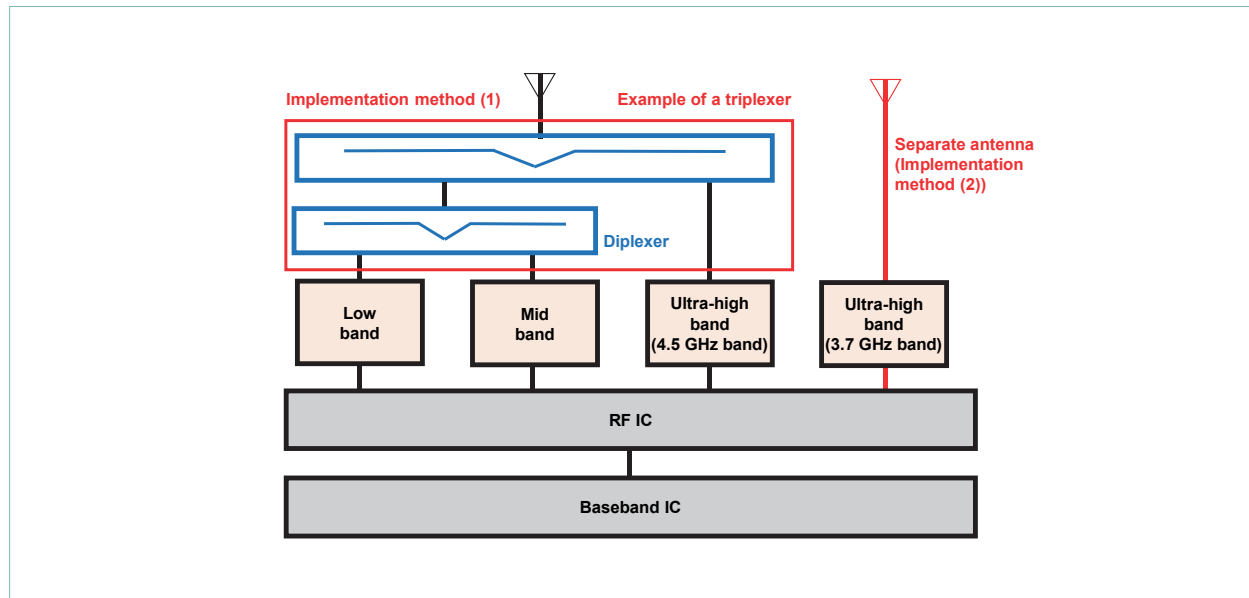 Implementation method (1)
Example of a triplexer
Separate antenna
(Implementation
method (2))
Diplexer
Low
band
Mid
band
Ultra-high
band
(4.5 GHz band)
Ultra-high
band
(3.7 GHz band)
RF IC
Baseband IC